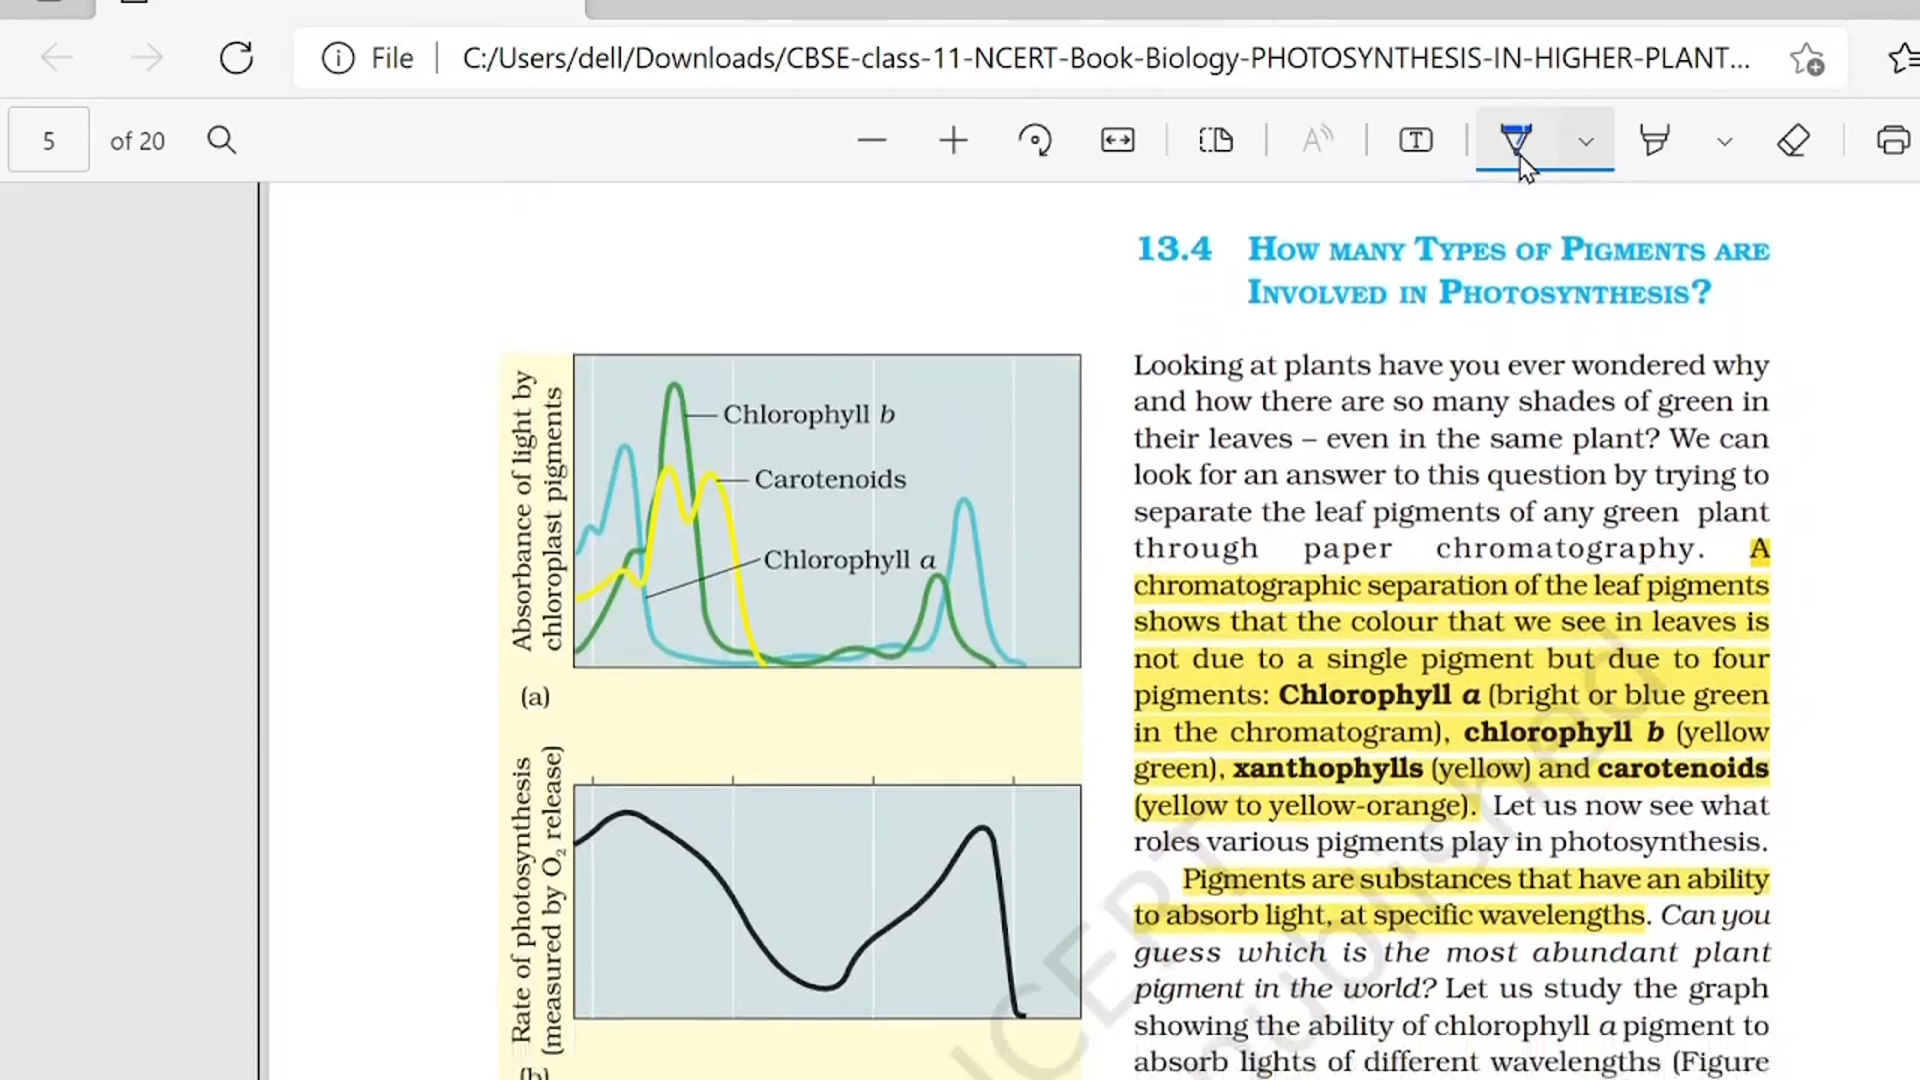 File
C:/Users/dell/Downloads/CBSE-class-11-NCERT-Book-Biology-PHOTOSYNTHESIS-IN-HIGHER-PLANT...
5 of 20
13.4 HOW MANY TYPES OF PIGMENTS ARE
INVOLVED IN PHOTOSYNTHESIS?
Absorbance of light by
chloroplast pigments
Chlorophyll b
Carotenoids
Chlorophyll a
(a)
Rate of photosynthesis
(measured by O₂ release)
(b)
Looking at plants have you ever wondered why
and how there are so many shades of green in
their leaves – even in the same plant? We can
look for an answer to this question by trying to
separate the leaf pigments of any green plant
through paper chromatography. A
chromatographic separation of the leaf pigments
shows that the colour that we see in leaves is
not due to a single pigment but due to four
pigments: Chlorophyll a (bright or blue green
in the chromatogram), chlorophyll b (yellow
green), xanthophylls (yellow) and carotenoids
(yellow to yellow-orange). Let us now see what
roles various pigments play in photosynthesis.
Pigments are substances that have an ability
to absorb light, at specific wavelengths. Can you
guess which is the most abundant plant
pigment in the world? Let us study the graph
showing the ability of chlorophyll a pigment to
absorb lights of different wavelengths (Figure